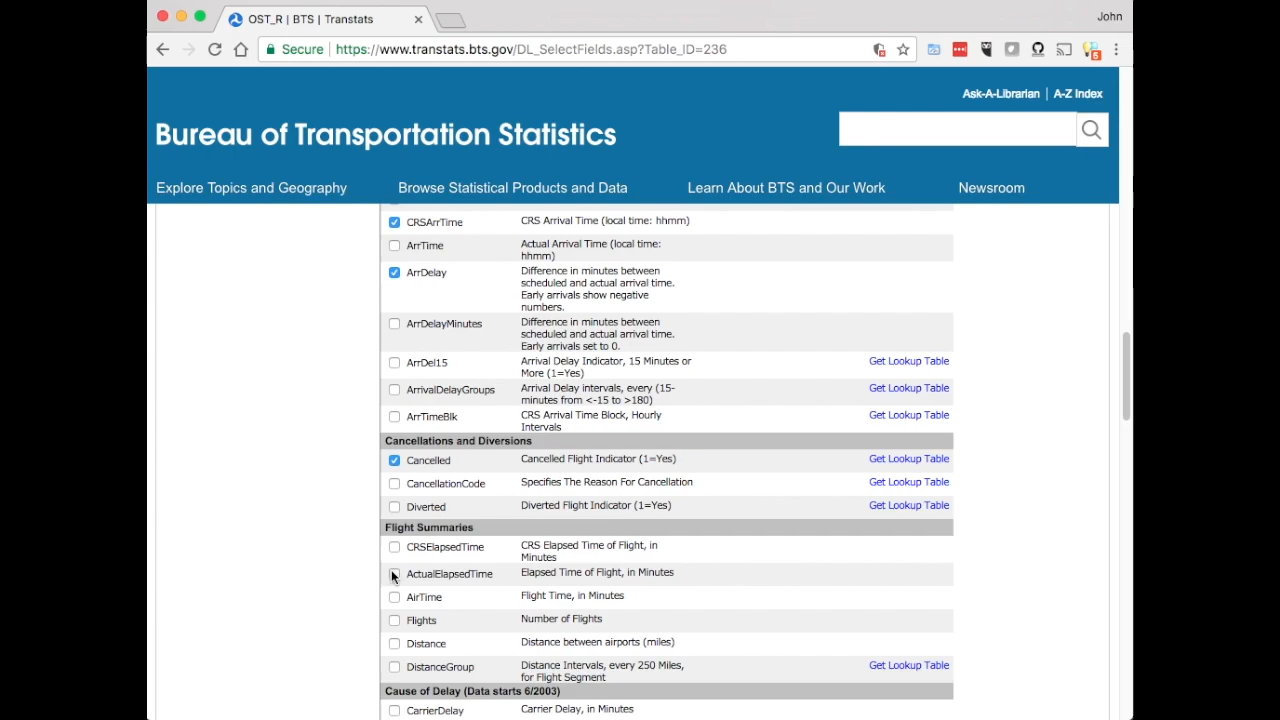 OST_R | BTS | Transtats
John
Secure
https://www.transtats.bts.gov/DL_SelectFields.asp?Table_ID=236
5
Ask-A-Librarian | A-Z Index
Bureau of Transportation Statistics
Explore Topics and Geography Browse Statistical Products and Data Learn About BTS and Our Work Newsroom
CRSArrTime CRS Arrival Time (local time: hhmm)
ArrTime Actual Arrival Time (local time:
hhmm)
ArrDelay Difference in minutes between
scheduled and actual arrival time.
Early arrivals show negative
numbers.
ArrDelayMinutes Difference in minutes between
scheduled and actual arrival time.
Early arrivals set to 0.
ArrDel15 Arrival Delay Indicator, 15 Minutes or Get Lookup Table
More (1=Yes)
ArrivalDelayGroups Arrival Delay intervals, every (15- Get Lookup Table
minutes from <-15 to >180)
ArrTimeBlk CRS Arrival Time Block, Hourly Get Lookup Table
Intervals
Cancellations and Diversions
Cancelled Cancelled Flight Indicator (1=Yes) Get Lookup Table
CancellationCode Specifies The Reason For Cancellation Get Lookup Table
Diverted Diverted Flight Indicator (1=Yes) Get Lookup Table
Flight Summaries
CRSElapsedTime CRS Elapsed Time of Flight, in
Minutes
ActualElapsedTime Elapsed Time of Flight, in Minutes
AirTime Flight Time, in Minutes
Flights Number of Flights
Distance Distance between airports (miles)
DistanceGroup Distance Intervals, every 250 Miles, Get Lookup Table
for Flight Segment
Cause of Delay (Data starts 6/2003)
CarrierDelay Carrier Delay, in Minutes